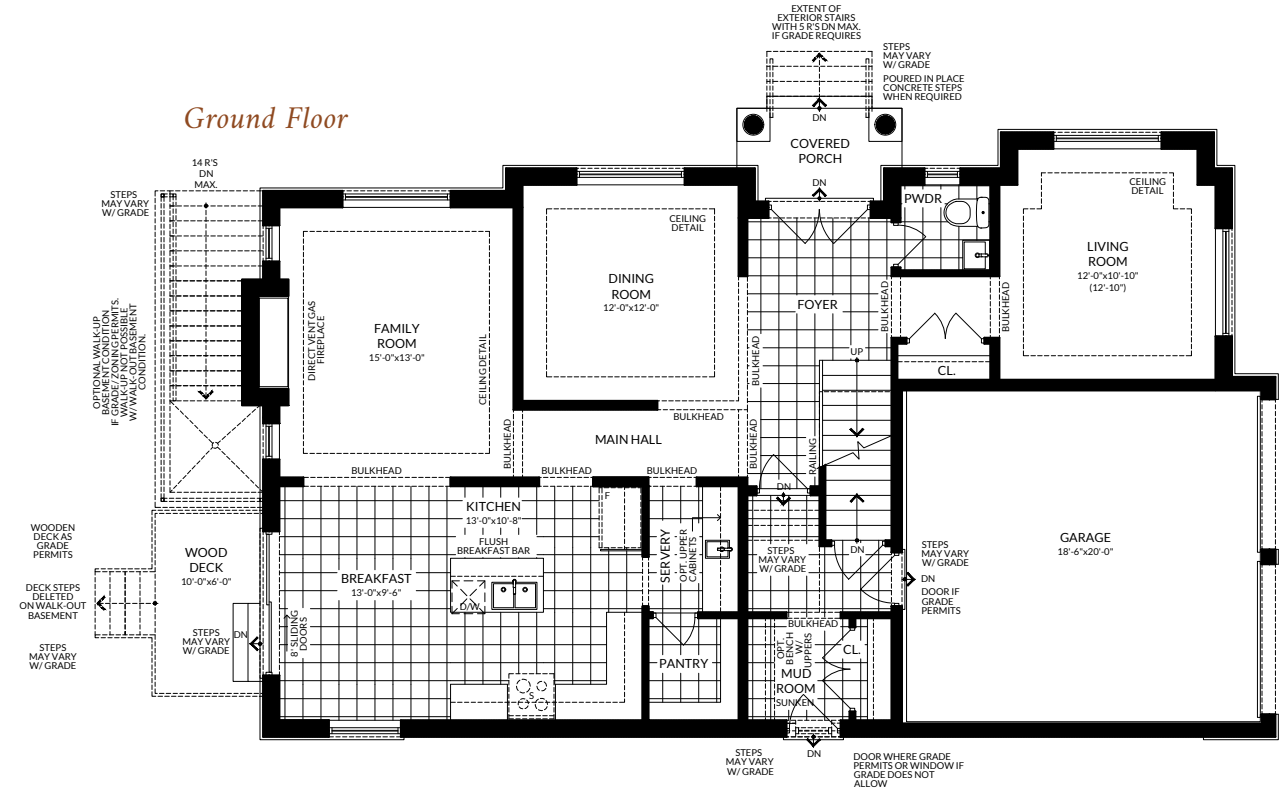 EXTENT OF
EXTERIOR STAIRS
WITH 5 R'S DN MAX.
IF GRADE REQUIRES
STEPS
MAY VARY
W/ GRADE
POURED IN PLACE
CONCRETE STEPS
WHEN REQUIRED
Ground Floor
DN
COVERED
PORCH
DN
14 R'S
DN
MAX.
STEPS
MAY VARY
W/ GRADE
PWDR.
CEILING
DETAIL
CEILING
DETAIL
LIVING
ROOM
12'-0"x10'-10"
(12'-10")
DINING
ROOM
12'-0"x12'-0"
FOYER
BULKHEAD
BULKHEAD
OPTIONAL WALK-UP
BASEMENT CONDITION
IF GRADE / ZONING PERMITS.
WALK-UP NOT POSSIBLE
W/ WALK-OUT BASEMENT
CONDITION.
DIRECT VENT GAS
FIREPLACE
FAMILY
ROOM
15'-0"x13'-0"
CEILING DETAIL
BULKHEAD
UP
CL.
BULKHEAD
MAIN HALL
BULKHEAD
BULKHEAD
RAILING
BULKHEAD
BULKHEAD
BULKHEAD
DN
F
KITCHEN
13'-0"x10'-8"
FLUSH
BREAKFAST BAR
SERVERY
OPT. UPPER
CABINETS
WOODEN
DECK AS
GRADE
PERMITS
WOOD
DECK
10'-0"x6'-0"
GARAGE
18'-6"x20'-0"
STEPS
MAY VARY
W/ GRADE
DN
STEPS
MAY VARY
W/ GRADE
DN
DOOR IF
GRADE
PERMITS
BREAKFAST
13'-0"x9'-6"
D/W
DECK STEPS
DELETED
ON WALK-OUT
BASEMENT
STEPS
MAY VARY
W/ GRADE
STEPS
MAY VARY
W/ GRADE
DN
8' SLIDING
DOORS
BULKHEAD
OPT.
BENCH
W/
UPPERS
CL.
PANTRY
MUD
ROOM
SUNKEN
S
STEPS
MAY VARY
W/ GRADE
DN
DOOR WHERE GRADE
PERMITS OR WINDOW IF
GRADE DOES NOT
ALLOW